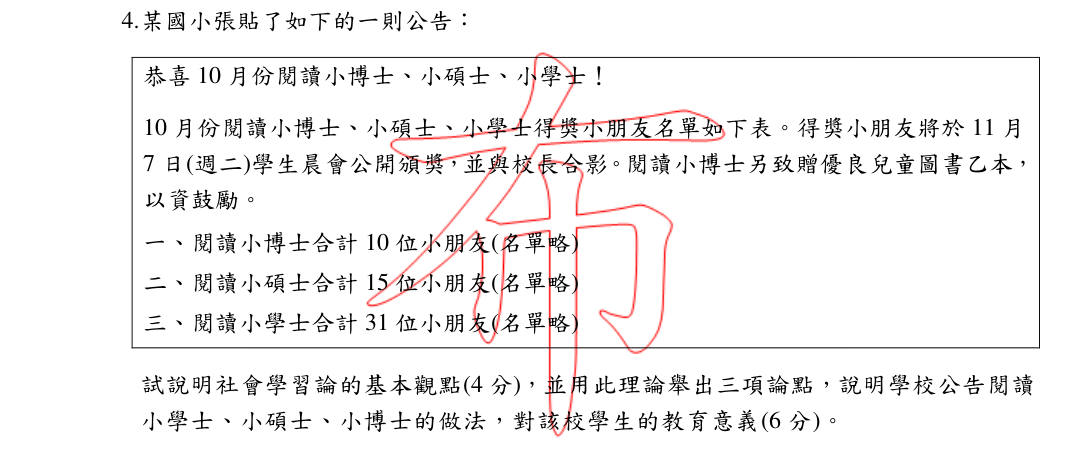 4.某國小張貼了如下的一則公告：
恭喜 10 月份閱讀小博士、小碩士、小學士！
10 月份閱讀小博士、小碩士、小學士得獎小朋友名單如下表。得獎小朋友將於 11 月
7 日(週二)學生晨會公開頒獎，並與校長合影。閱讀小博士另致贈優良兒童圖書乙本，
以資鼓勵。
一、閱讀小博士合計 10 位小朋友(名單略)
二、閱讀小碩士合計 15 位小朋友(名單略)
三、閱讀小學士合計 31 位小朋友(名單略)
布
試說明社會學習論的基本觀點(4 分)，並用此理論舉出三項論點，說明學校公告閱讀
小學士、小碩士、小博士的做法，對該校學生的教育意義(6 分)。